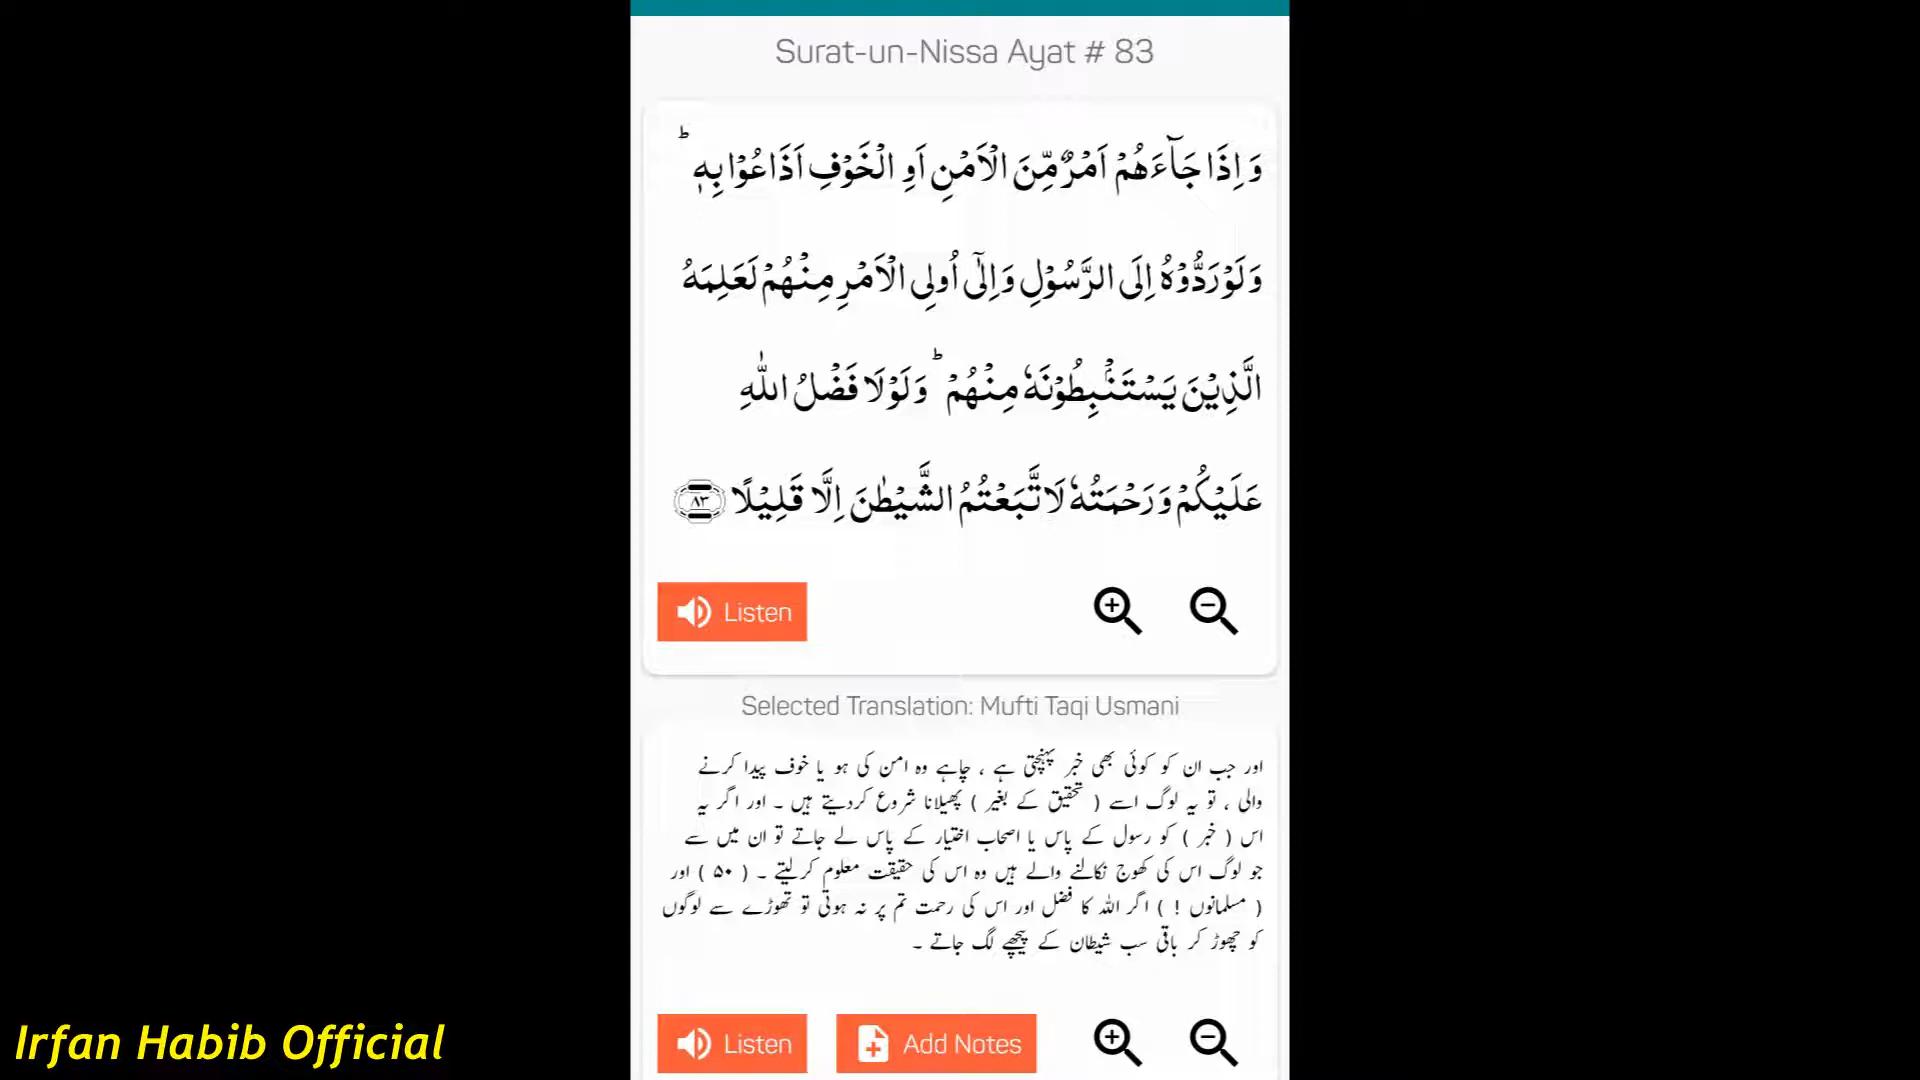 Surat-un-Nissa Ayat # 83
وَ اِذَا جَآءَهُمۡ اَمۡرٌ مِّنَ الۡاَمۡنِ اَوِ الۡخَوۡفِ اَذَاعُوۡا بِهٖ ؕ
وَلَوۡ رَدُّوۡهُ اِلَى الرَّسُوۡلِ وَاِلٰٓى اُولِى الۡاَمۡرِ مِنۡهُمۡ لَعَلِمَهُ
الَّذِيۡنَ يَسۡتَنۡۢبِطُوۡنَهٗ مِنۡهُمۡ ؕ وَلَوۡلَا فَضۡلُ اللّٰهِ
عَلَيۡكُمۡ وَرَحۡمَتُهٗ لَاتَّبَعۡتُمُ الشَّيۡطٰنَ اِلَّا قَلِيۡلًا ۸۳
Listen
Selected Translation: Mufti Taqi Usmani
اور جب ان کو کوئی بھی خبر پہنچتی ہے ، چاہے وہ امن کی ہو یا خوف پیدا کرنے
والی ، تو یہ لوگ اسے ( تحقیق کے بغیر ) پھیلانا شروع کردیتے ہیں ۔ اور اگر یہ
اس ( خبر ) کو رسول کے پاس یا اصحاب اختیار کے پاس لے جاتے تو ان میں سے
جو لوگ اس کی کھوج نکالنے والے ہیں وہ اس کی حقیقت معلوم کرلیتے ۔ ( ۵۰ ) اور
( مسلمانوں ! ) اگر اللہ کا فضل اور اس کی رحمت تم پر نہ ہوتی تو تھوڑے سے لوگوں
کو چھوڑ کر باقی سب شیطان کے پیچھے لگ جاتے ۔
Listen Add Notes
Irfan Habib Official